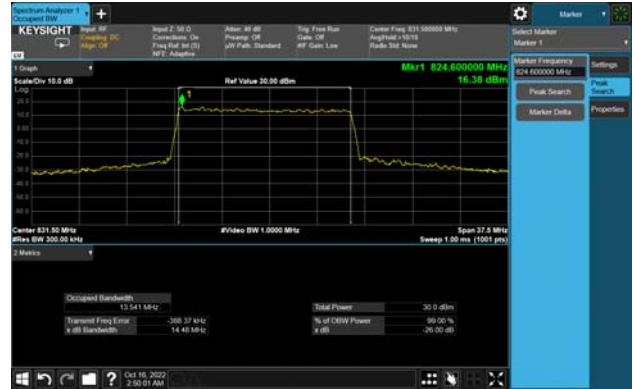 Spectrum Analyzer 1
Occupied BW
+
Marker
KEYSIGHT
Input: RF
Coupling: DC
Align: Off
Input Z: 50 Ω
Corrections: On
Freq Ref: Int (S)
NFE: Adaptive
Atten: 40 dB
Preamp: Off
µW Path: Standard
Trig: Free Run
Gate: Off
#IF Gain: Low
Center Freq: 831.500000 MHz
Avg|Hold: >10/10
Radio Std: None
Select Marker
Marker 1
1 Graph
Scale/Div 10.0 dB
Ref Value 30.00 dBm
Mkr1 824.600000 MHz
16.38 dBm
Log
1
Marker Frequency
824.600000 MHz
Settings
Peak Search
Peak
Search
Marker Delta
Properties
Center 831.50 MHz
#Video BW 1.0000 MHz
Span 37.5 MHz
#Res BW 300.00 kHz
Sweep 1.00 ms (1001 pts)
2 Metrics
Occupied Bandwidth
13.541 MHz
Total Power
30.0 dBm
Transmit Freq Error
-388.37 kHz
% of OBW Power
99.00 %
x dB Bandwidth
14.48 MHz
x dB
-26.00 dB
?
Oct 16, 2022
2:50:01 AM